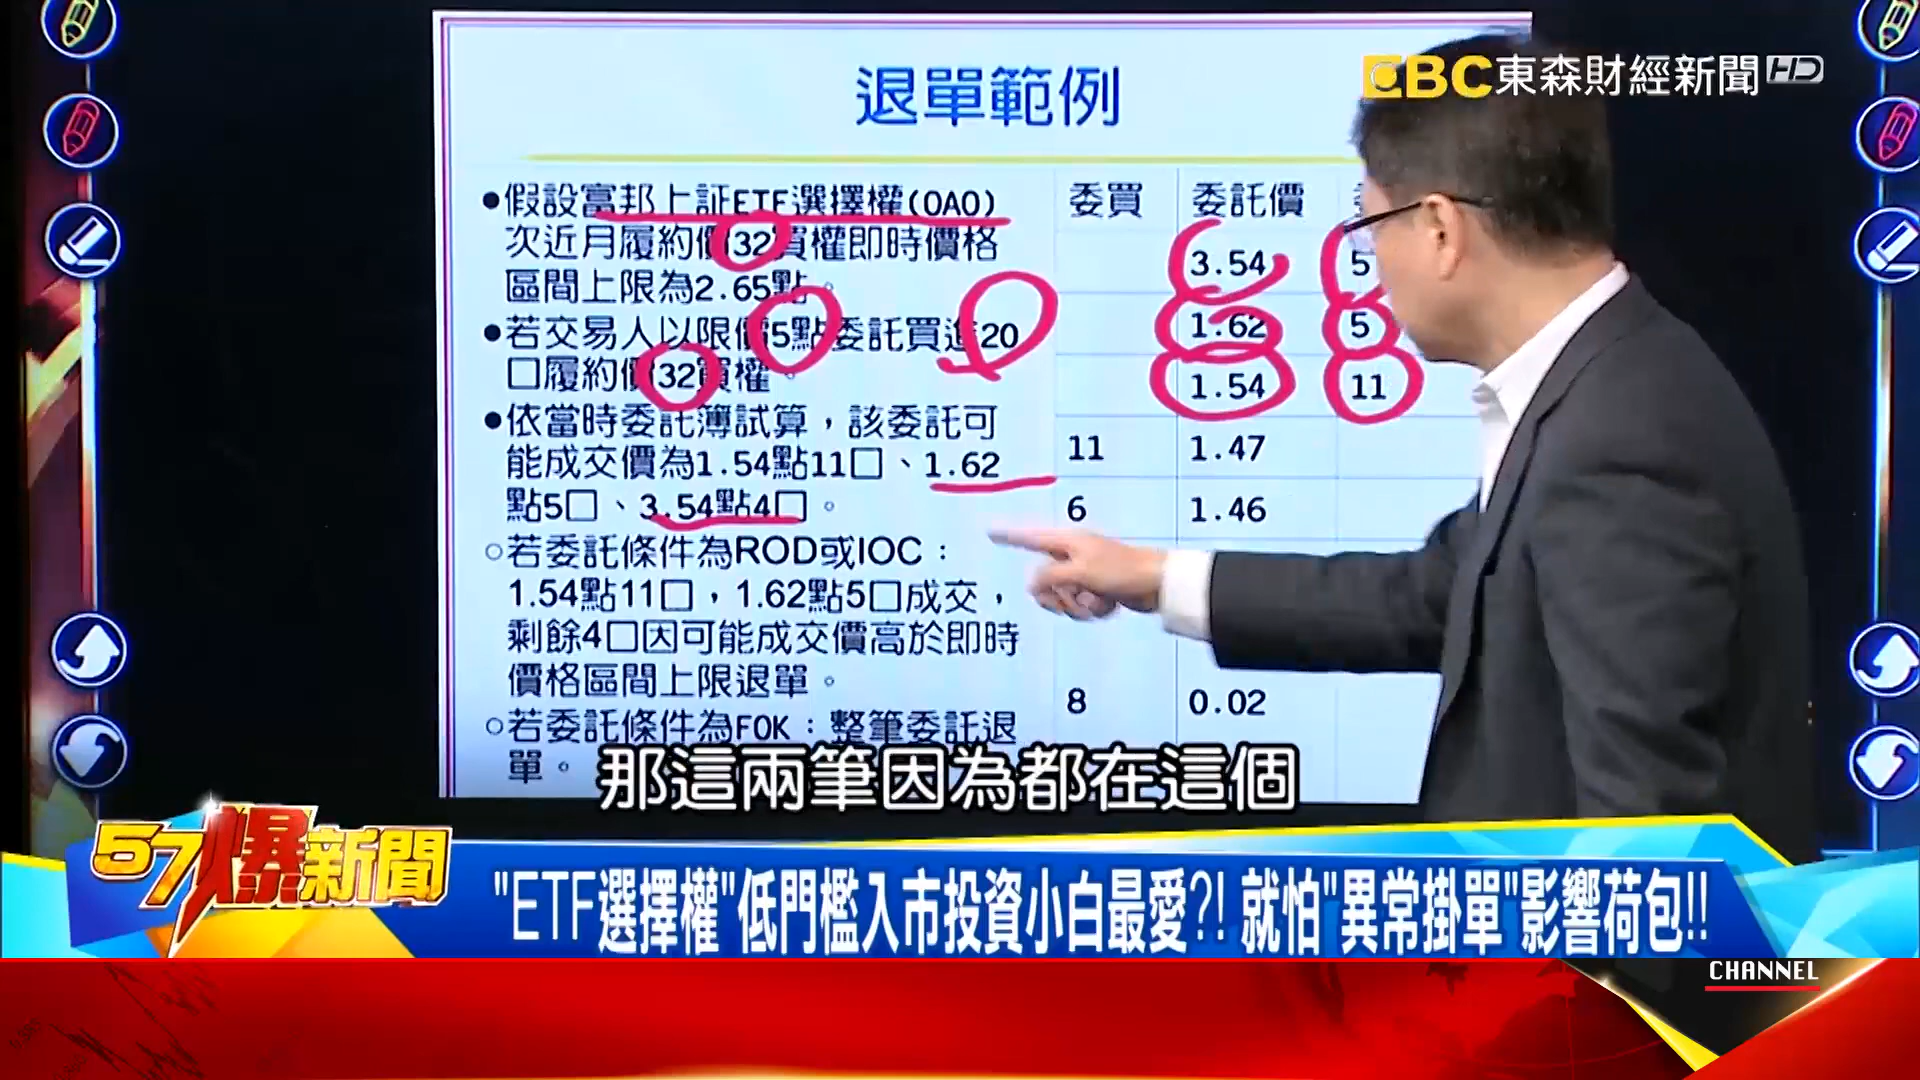 EBC東森財經新聞HD
退單範例
●假設富邦上証ETF選擇權(OAO)
次近月履約價32買權即時價格
區間上限為2.65點。
●若交易人以限價5點委託買進20
口履約價32買權。
●依當時委託簿試算，該委託可
能成交價為1.54點11口、1.62
點5口、3.54點4口。
○若委託條件為ROD或IOC：
1.54點11口，1.62點5口成交，
剩餘4口因可能成交價高於即時
價格區間上限退單。
○若委託條件為FOK：整筆委託退
單。
委買 委託價
3.54 5
1.62 5
1.54 11
11 1.47
6 1.46
8 0.02
那這兩筆因為都在這個
57爆新聞
"ETF選擇權"低門檻入市投資小白最愛?! 就怕"異常掛單"影響荷包!!
CHANNEL